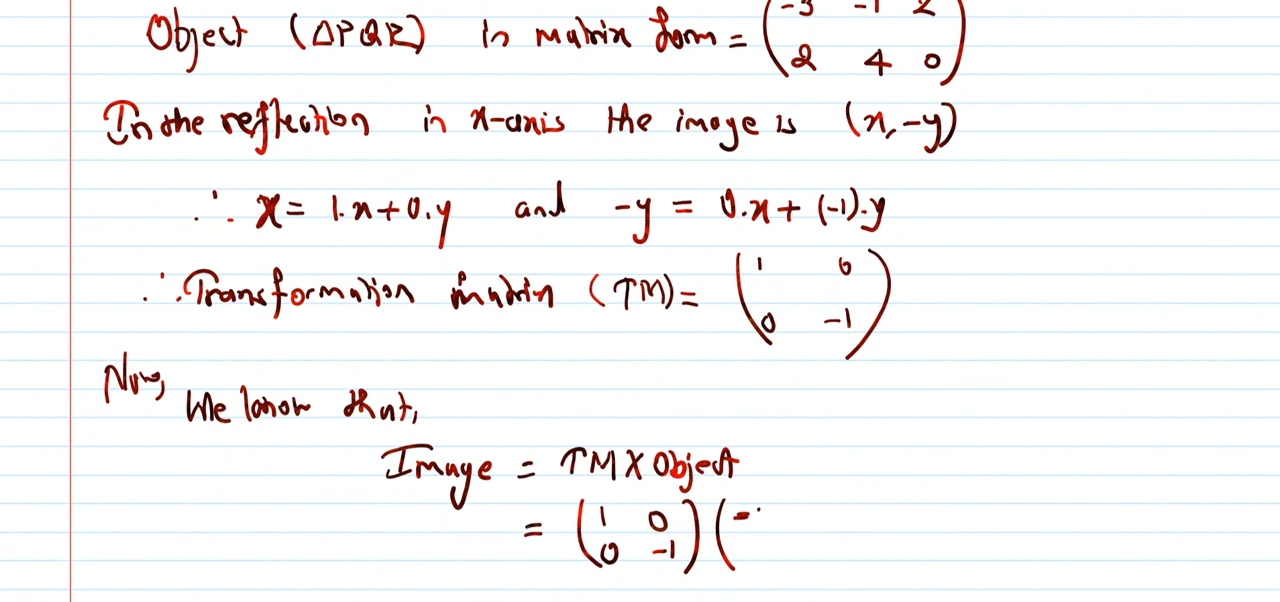 Object (ΔPQR) in matrix form = (-3 -1 2
2 4 0)
In the reflection in x-axis the image is (x, -y)
∴ x = 1.x + 0.y and -y = 0.x + (-1).y
∴ Transformation matrix (TM) = (1 0
0 -1)
Now,
We know that,
Image = TM X Object
= (1 0
0 -1) (-